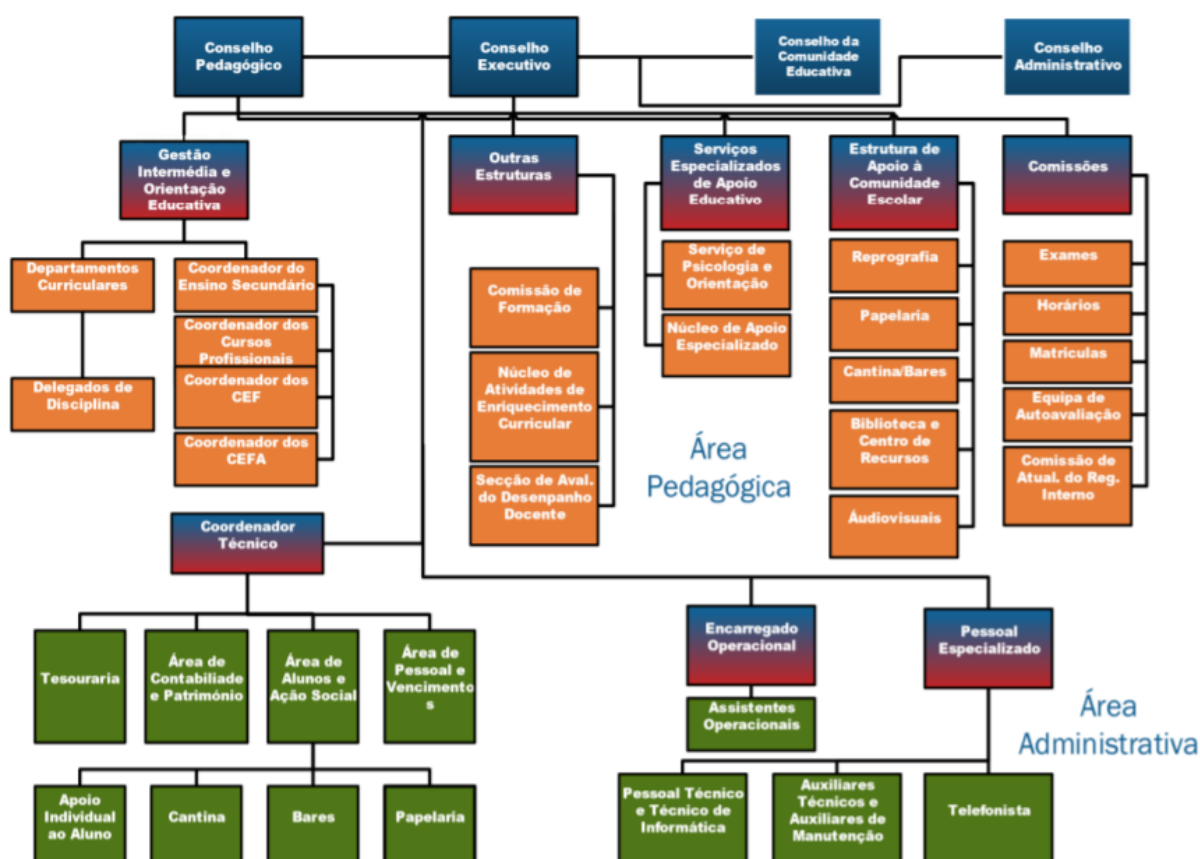 Conselho
Pedagógico
Conselho
Executivo
Conselho da
Comunidade
Educativa
Conselho
Administrativo
Gestão
Intermédia e
Orientação
Educativa
Outras
Estruturas
Serviços
Especializados
de Apoio
Educativo
Estrutura de
Apoio à
Comunidade
Escolar
Comissões
Departamentos
Curriculares
Delegados de
Disciplina
Coordenador do
Ensino Secundário
Coordenador dos
Cursos
Profissionais
Coordenador dos
CEF
Coordenador dos
CEFA
Comissão de
Formação
Núcleo de
Atividades de
Enriquecimento
Curricular
Secção de Aval.
do Desenpanho
Docente
Serviço de
Psicologia e
Orientação
Núcleo de Apoio
Especializado
Reprografia
Papelaria
Cantina/Bares
Biblioteca e
Centro de
Recursos
Áudiovisuais
Exames
Horários
Matrículas
Equipa de
Autoavaliação
Comissão de
Atual. do Reg.
Interno
Área
Pedagógica
Coordenador
Técnico
Tesouraria
Área de
Contabiliade
e Património
Área de
Alunos e
Ação Social
Área de
Pessoal e
Vencimento
s
Apoio
Individual
ao Aluno
Cantina
Bares
Papelaria
Encarregado
Operacional
Assistentes
Operacionais
Pessoal
Especializado
Pessoal Técnico
e Técnico de
Informática
Auxiliares
Técnicos e
Auxiliares de
Manutenção
Telefonista
Área
Administrativa